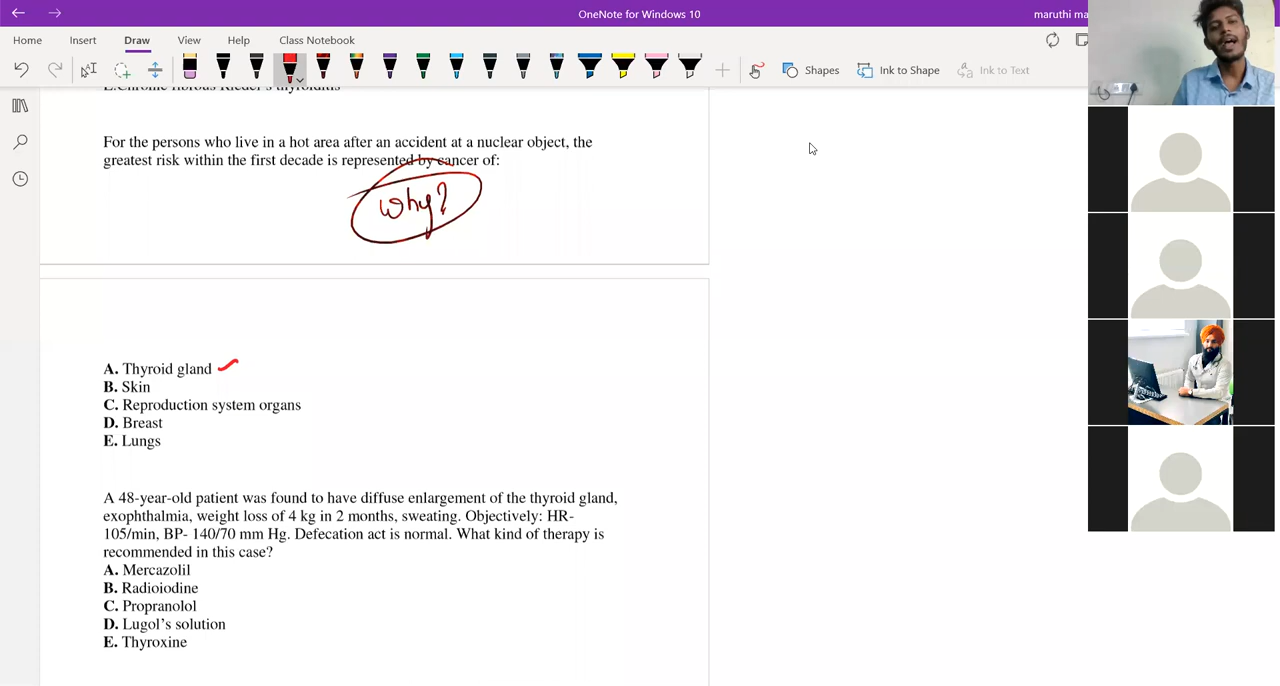 OneNote for Windows 10
maruthi ma
Home Insert Draw View Help Class Notebook
Shapes Ink to Shape Ink to Text
E.Chronic fibrous Riedel's thyroiditis
For the persons who live in a hot area after an accident at a nuclear object, the
greatest risk within the first decade is represented by cancer of:
why?
A. Thyroid gland
B. Skin
C. Reproduction system organs
D. Breast
E. Lungs
A 48-year-old patient was found to have diffuse enlargement of the thyroid gland,
exophthalmia, weight loss of 4 kg in 2 months, sweating. Objectively: HR-
105/min, BP- 140/70 mm Hg. Defecation act is normal. What kind of therapy is
recommended in this case?
A. Mercazolil
B. Radioiodine
C. Propranolol
D. Lugol's solution
E. Thyroxine